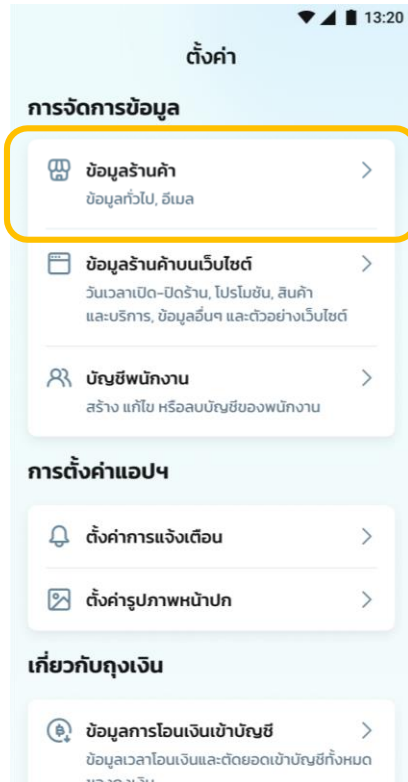 13:20
ตั้งค่า
การจัดการข้อมูล
ข้อมูลร้านค้า
ข้อมูลทั่วไป, อีเมล
ข้อมูลร้านค้าบนเว็บไซต์
วันเวลาเปิด-ปิดร้าน, โปรโมชัน, สินค้า
และบริการ, ข้อมูลอื่นๆ และตัวอย่างเว็บไซต์
บัญชีพนักงาน
สร้าง แก้ไข หรือลบบัญชีของพนักงาน
การตั้งค่าแอปฯ
ตั้งค่าการแจ้งเตือน
ตั้งค่ารูปภาพหน้าปก
เกี่ยวกับถุงเงิน
ข้อมูลการโอนเงินเข้าบัญชี
ข้อมูลเวลาโอนเงินและตัดยอดเข้าบัญชีทั้งหมด